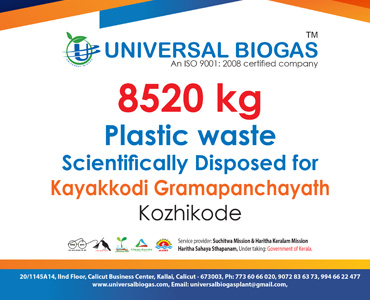 TM
UNIVERSAL BIOGAS
An ISO 9001: 2008 certified company
8520 kg
Plastic waste
Scientifically Disposed for
Kayakkodi Gramapanchayath
Kozhikode
Service provider: Suchitwa Mission & Haritha Keralam Mission
Haritha Sahaya Sthapanam, Under taking: Government of Kerala.
20/1145A14, IInd Floor, Calicut Business Center, Kallai, Calicut - 673003, Ph: 773 60 66 020, 9072 83 63 73, 994 66 22 477
www.universalbiogas.com, Email: universalbiogasplant@gmail.com,